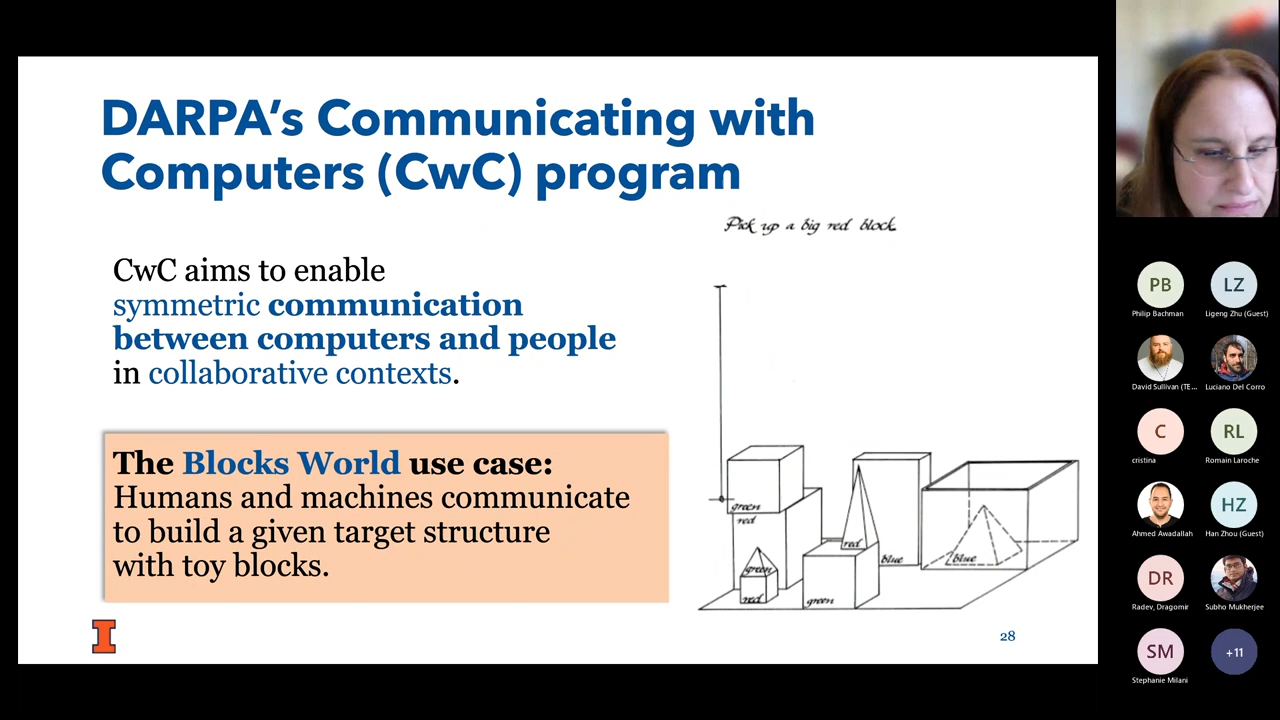 DARPA’s Communicating with
Computers (CwC) program
Pick up a big red block
CwC aims to enable
symmetric communication
between computers and people
in collaborative contexts.
The Blocks World use case:
Humans and machines communicate
to build a given target structure
with toy blocks.
green
red
green
red
red
green
blue
blue
28
PB
Philip Bachman
LZ
Ligeng Zhu (Guest)
David Sullivan (TE...
Luciano Del Corro
C
cristina
RL
Romain Laroche
Ahmed Awadallah
HZ
Han Zhou (Guest)
DR
Radev, Dragomir
Subho Mukherjee
SM
Stephanie Milani
+11